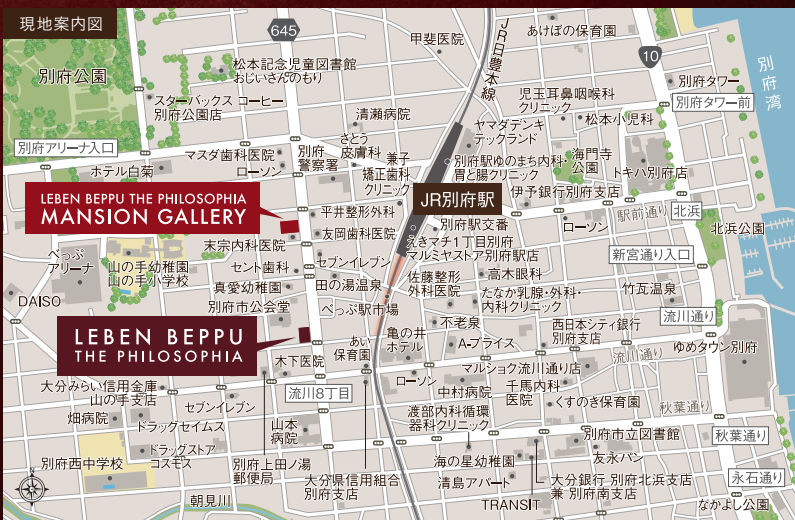 現地案内図
645
10
甲斐医院
JR日豊本線
あけぼの保育園
別府湾
別府公園
松本記念児童図書館
おじいさんのもり
スターバックス コーヒー
別府公園店
清瀬病院
児玉耳鼻咽喉科
クリニック
別府タワー
別府タワー前
ヤマダデンキ
テックランド
松本小児科
別府アリーナ入口
マスダ歯科医院
ローソン
別府
警察署
さとう
皮膚科
兼子
矯正歯科
クリニック
別府駅ゆのまち内科・
胃と腸クリニック
海門寺
公園
トキハ別府店
ホテル白菊
伊予銀行別府支店
LEBEN BEPPU THE PHILOSOPHIA
MANSION GALLERY
JR別府駅
平井整形外科
友岡歯科医院
別府駅交番
ローソン
駅前通り
北浜
北浜公園
末宗内科医院
えきマチ1丁目別府
マルミヤストア別府駅店
新宮通り入口
べっぷ
アリーナ
山の手幼稚園
山の手小学校
セント歯科
セブンイレブン
真愛幼稚園
田の湯温泉
佐藤整形
外科医院
高木眼科
たなか乳腺・外科・
内科クリニック
竹瓦温泉
DAISO
別府市公会堂
べっぷ駅市場
流川通り
LEBEN BEPPU
THE PHILOSOPHIA
不老泉
西日本シティ銀行
別府支店
あい
保育園
亀の井
ホテル
A-プライス
流川通り
ゆめタウン別府
木下医院
マルショク流川通り店
大分みらい信用金庫
山の手支店
流川8丁目
ローソン
中村病院
千馬内科
医院
くすのき保育園
セブンイレブン
畑病院
ドラッグセイムス
山本
病院
渡部内科循環
器科クリニック
秋葉通り
秋葉通り
別府市立図書館
ドラッグストア
コスモス
友永パン
別府西中学校
別府上田ノ湯
郵便局
大分県信用組合
別府支店
海の星幼稚園
清島アパート
大分銀行 別府北浜支店
兼 別府南支店
永石通り
N
朝見川
TRANSIT
なかよし公園